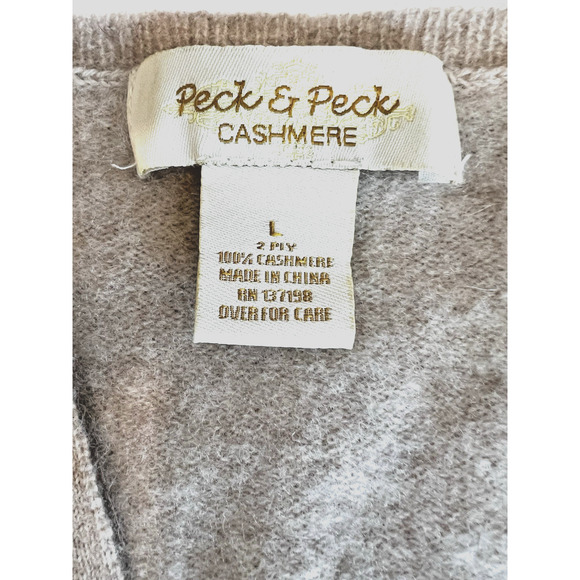 Peck & Peck
CASHMERE
L
2 PLY
100% CASHMERE
MADE IN CHINA
RN 137198
OVER FOR CARE